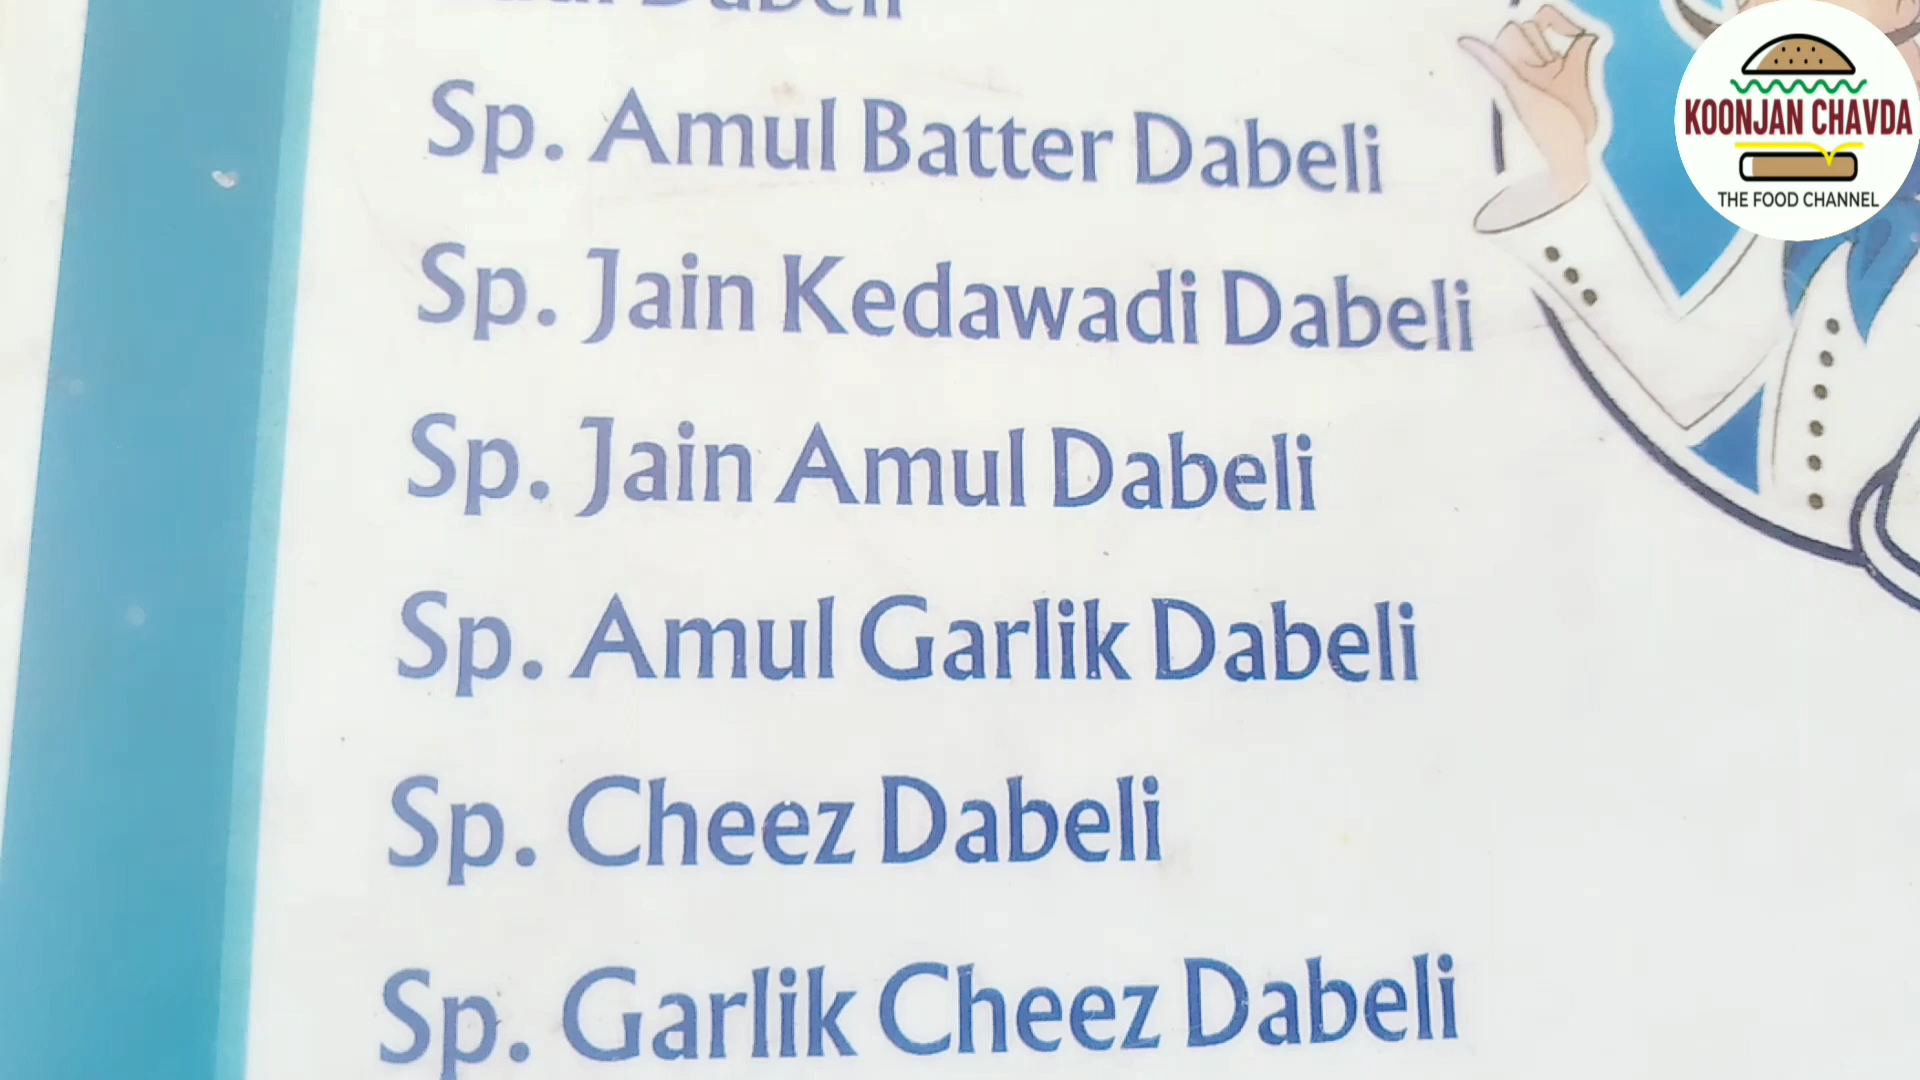 Dabeli
Sp. Amul Batter Dabeli
Sp. Jain Kedawadi Dabeli
Sp. Jain Amul Dabeli
Sp. Amul Garlik Dabeli
Sp. Cheez Dabeli
Sp. Garlik Cheez Dabeli
KOONJAN CHAVDA
THE FOOD CHANNEL